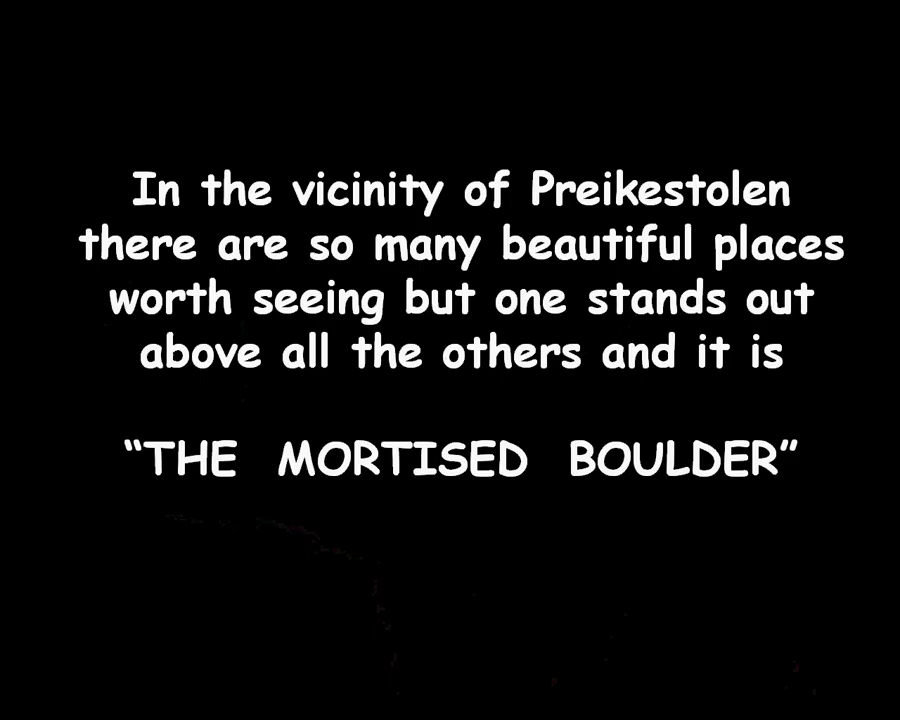 In the vicinity of Preikestolen
there are so many beautiful places
worth seeing but one stands out
above all the others and it is
“THE MORTISED BOULDER”